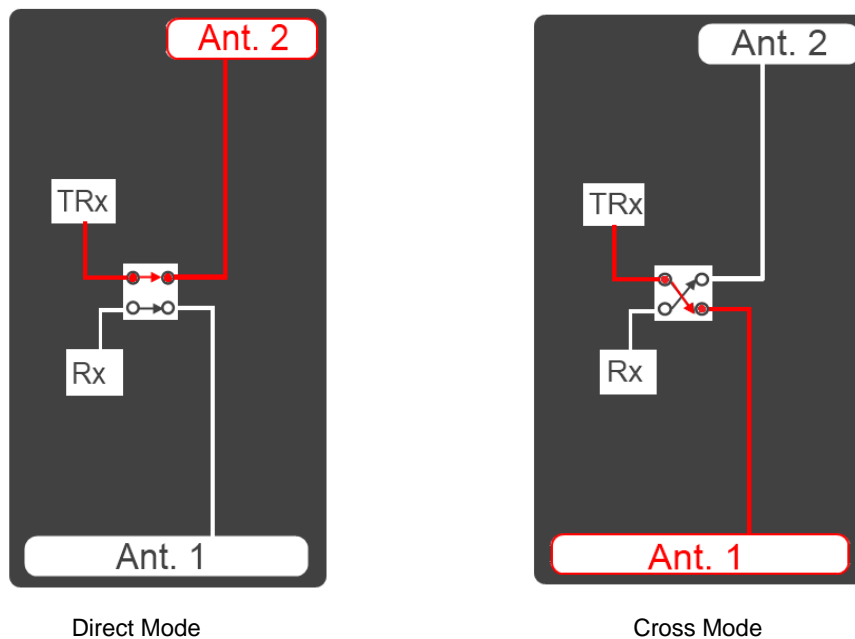 Ant. 2
TRx
Rx
Ant. 1
Direct Mode
Ant. 2
TRx
Rx
Ant. 1
Cross Mode